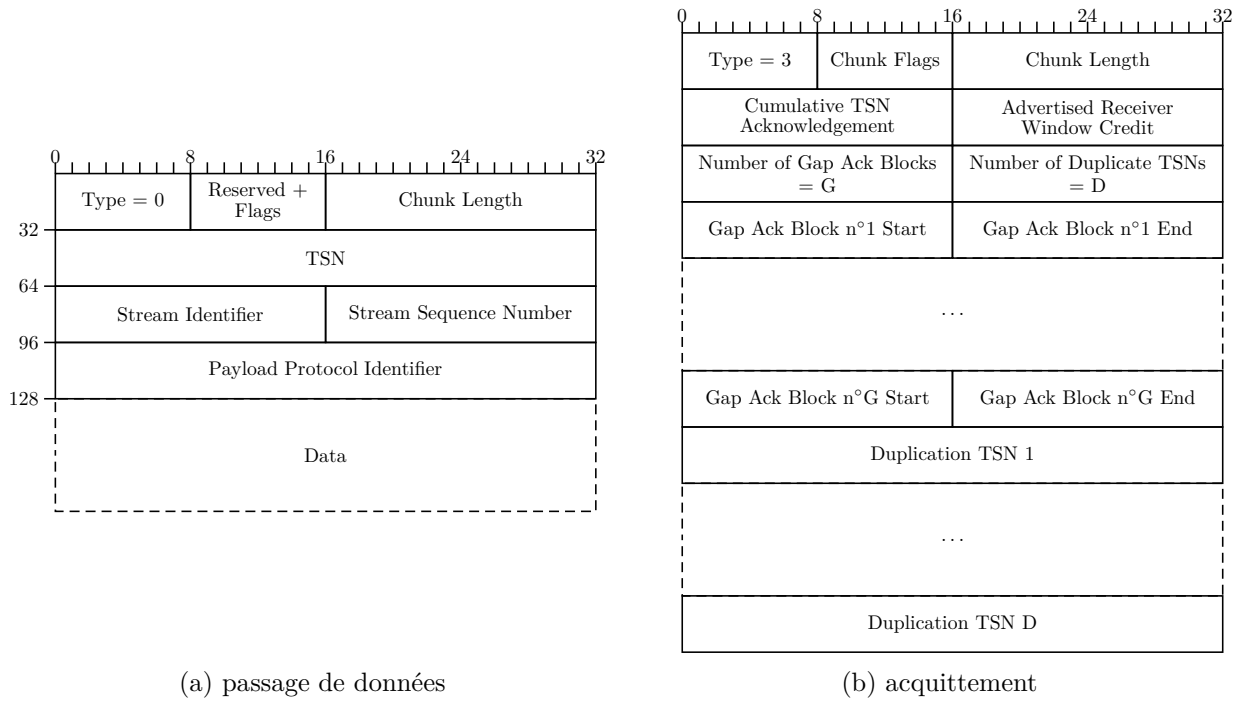 0 8 16 24 32
Type = 0
Reserved +
Flags
Chunk Length
32
TSN
64
Stream Identifier
Stream Sequence Number
96
Payload Protocol Identifier
128
Data
(a) passage de données
0 8 16 24 32
Type = 3
Chunk Flags
Chunk Length
Cumulative TSN
Acknowledgement
Advertised Receiver
Window Credit
Number of Gap Ack Blocks
= G
Number of Duplicate TSNs
= D
Gap Ack Block n°1 Start
Gap Ack Block n°1 End
...
Gap Ack Block n°G Start
Gap Ack Block n°G End
Duplication TSN 1
...
Duplication TSN D
(b) acquittement